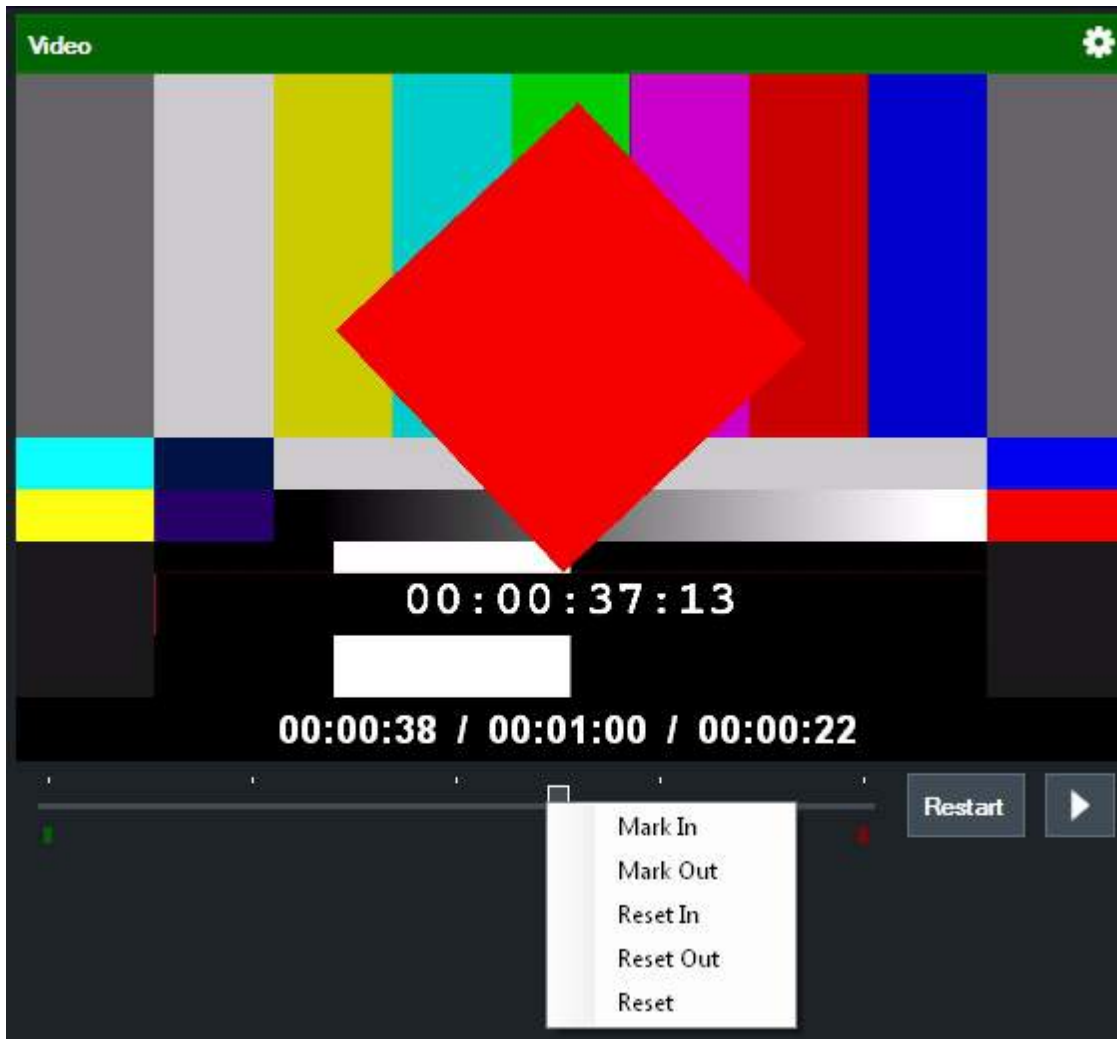 Video
00:00:37:13
00:00:38 / 00:01:00 / 00:00:22
Restart
Mark In
Mark Out
Reset In
Reset Out
Reset